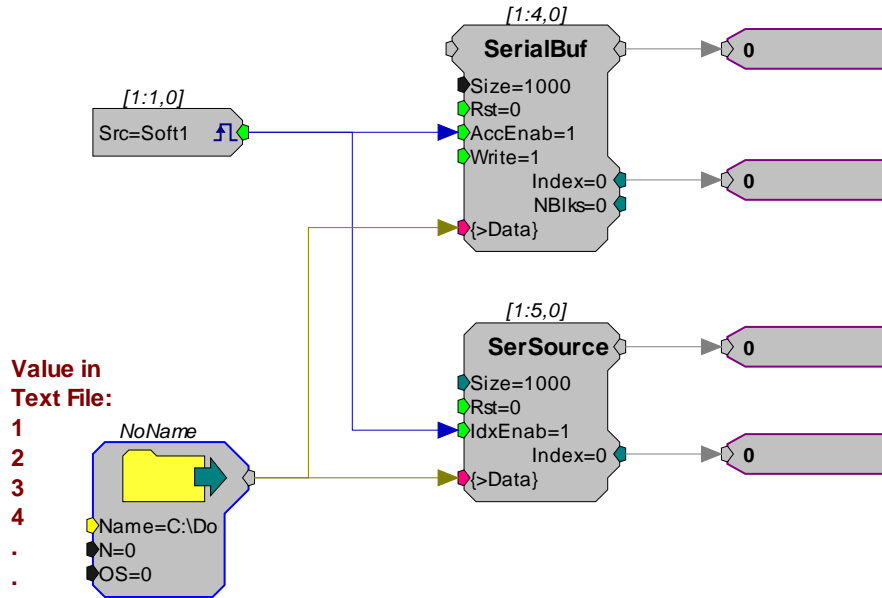 [1:4,0]
SerialBuf
0
Size=1000
Rst=0
AccEnab=1
Write=1
Index=0
0
NBlks=0
{>Data}
[1:1,0]
Src=Soft1
[1:5,0]
SerSource
0
Size=1000
Rst=0
IdxEnab=1
Index=0
0
{>Data}
Value in
Text File:
1
2
3
4
.
.
NoName
Name=C:\Do
N=0
OS=0